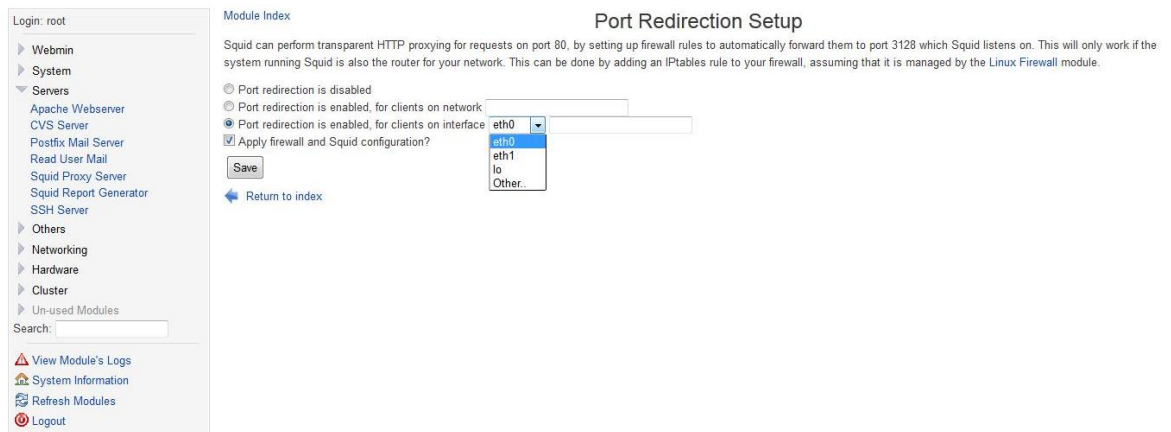 Login: root
Webmin
System
Servers
Apache Webserver
CVS Server
Postfix Mail Server
Read User Mail
Squid Proxy Server
Squid Report Generator
SSH Server
Others
Networking
Hardware
Cluster
Un-used Modules
Search:
View Module's Logs
System Information
Refresh Modules
Logout
Module Index
Port Redirection Setup
Squid can perform transparent HTTP proxying for requests on port 80, by setting up firewall rules to automatically forward them to port 3128 which Squid listens on. This will only work if the
system running Squid is also the router for your network. This can be done by adding an IPtables rule to your firewall, assuming that it is managed by the Linux Firewall module.
Port redirection is disabled
Port redirection is enabled, for clients on network
Port redirection is enabled, for clients on interface eth0
Apply firewall and Squid configuration?
eth0
eth1
lo
Other..
Save
Return to index